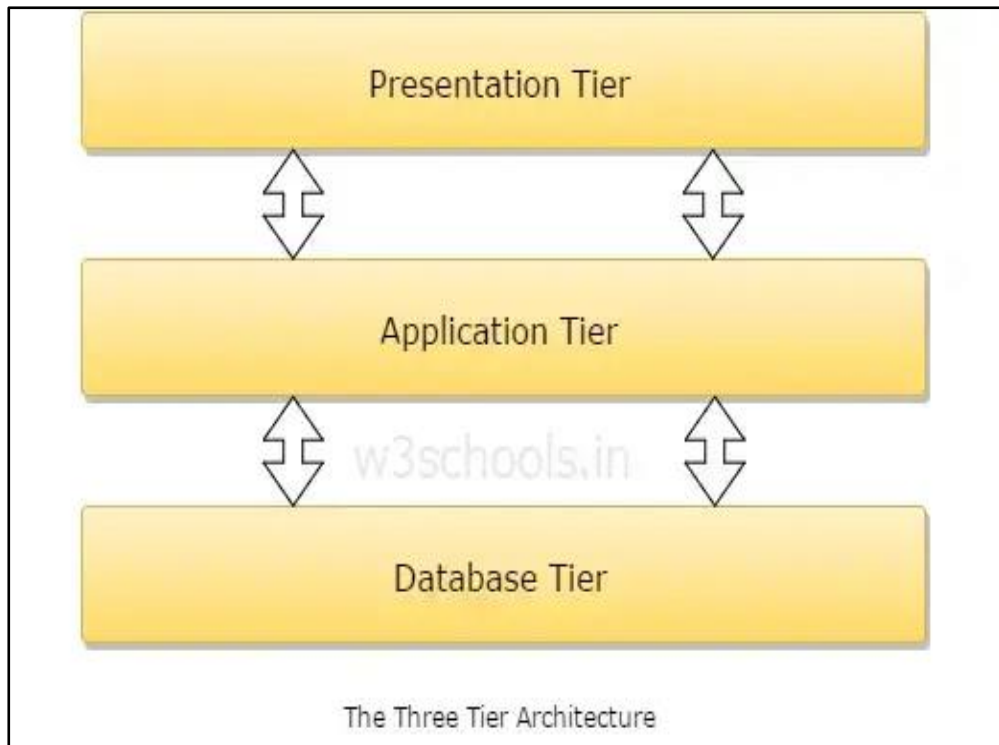 Presentation Tier
Application Tier
w3schools.in
Database Tier
The Three Tier Architecture